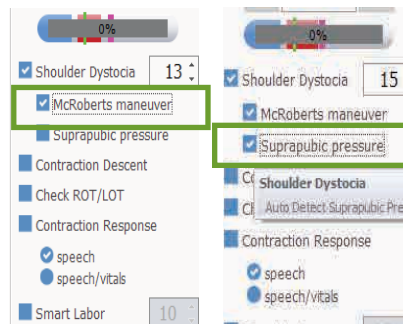 0%
Shoulder Dystocia 13
McRoberts maneuver
Suprapubic pressure
Contraction Descent
Check ROT/LOT
Contraction Response
speech
speech/vitals
Smart Labor 10
0%
Shoulder Dystocia 15
McRoberts maneuver
Suprapubic pressure
Shoulder Dystocia
Auto Detect Suprapubic Pre
Contraction Response
speech
speech/vitals